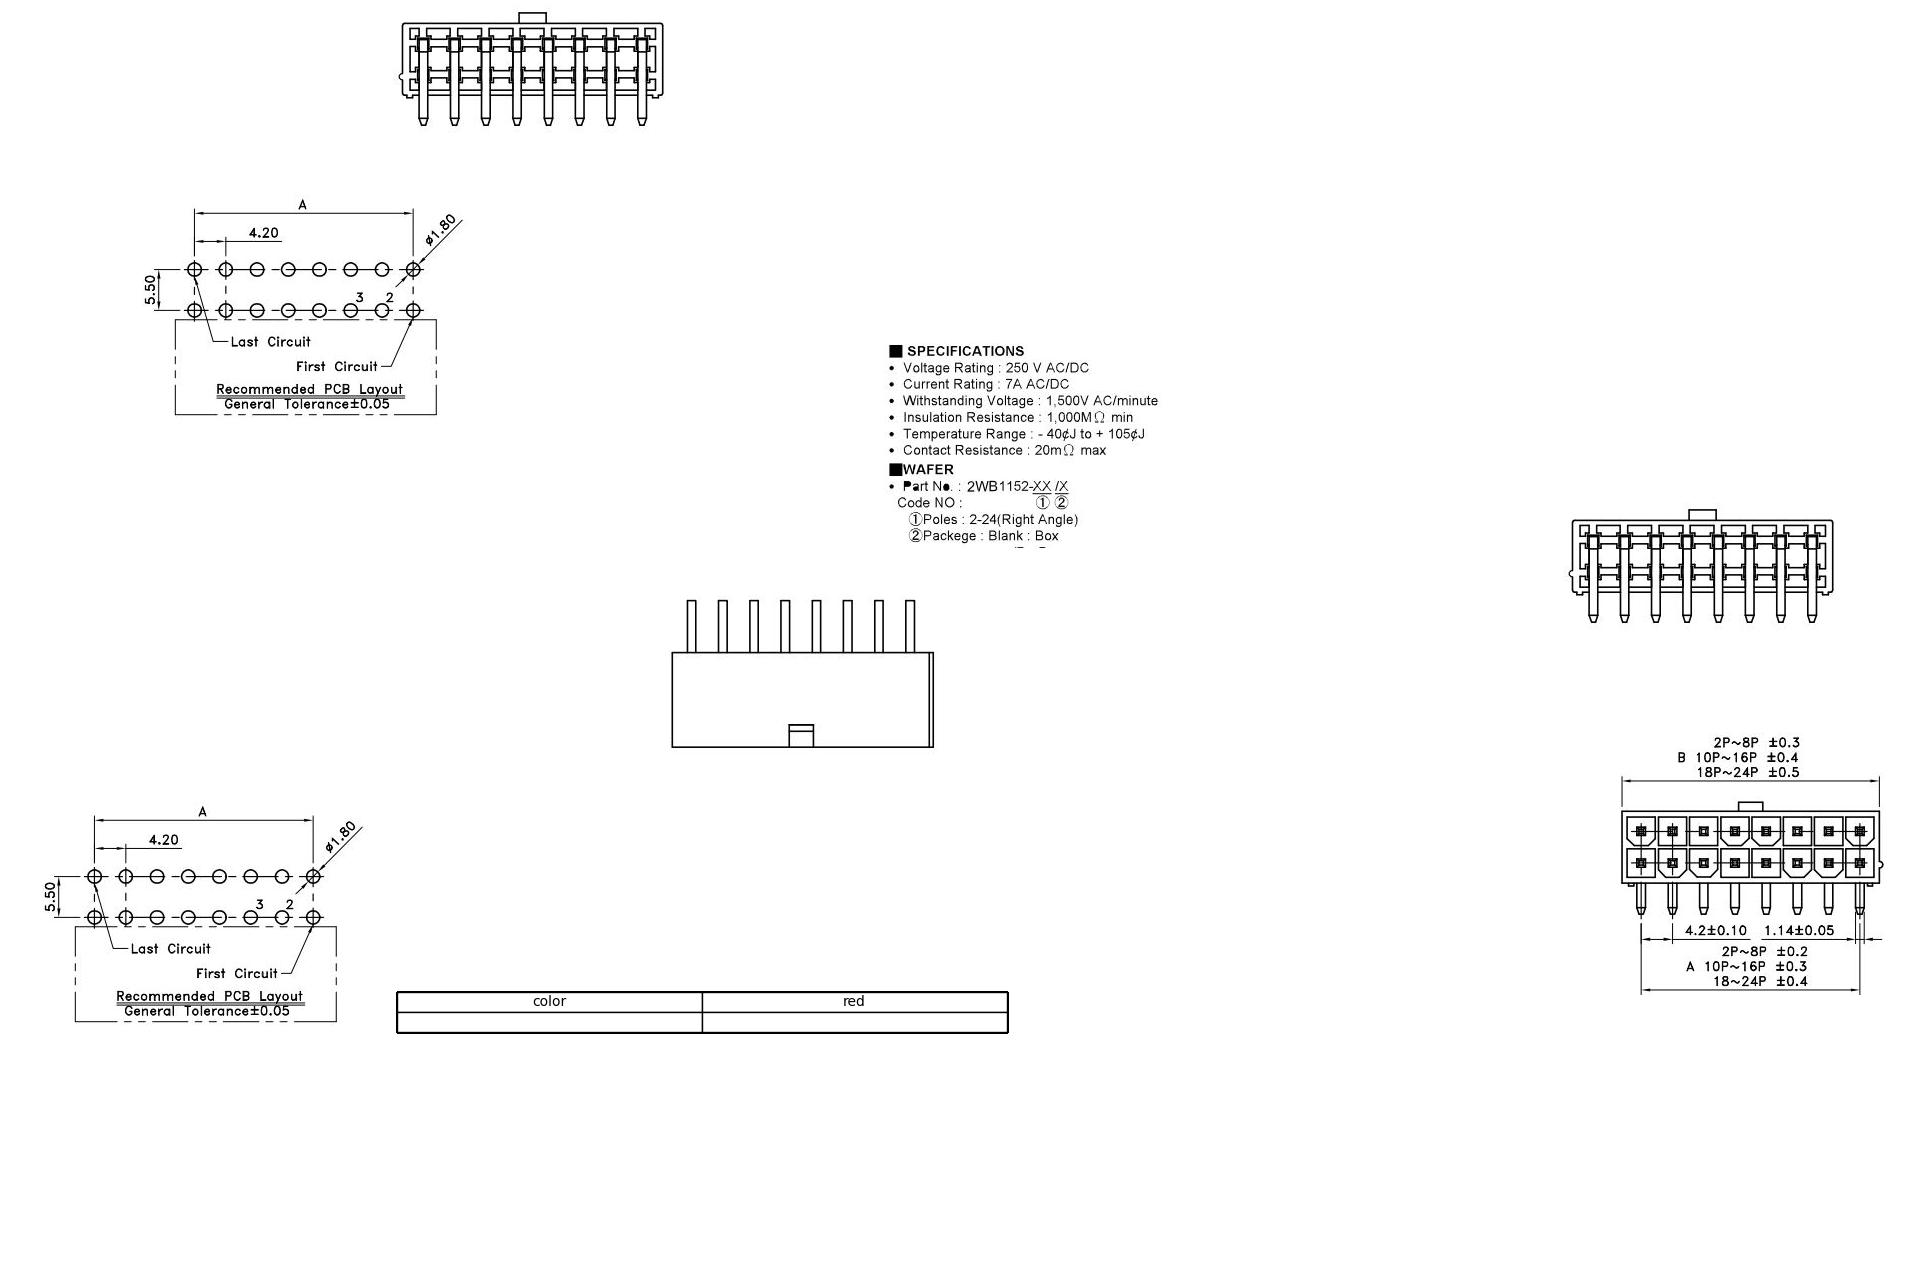 A
4.20
ø1.80
5.50
3 2
Last Circuit
First Circuit
Recommended PCB Layout
General Tolerance±0.05
■ SPECIFICATIONS
• Voltage Rating : 250 V AC/DC
• Current Rating : 7A AC/DC
• Withstanding Voltage : 1,500V AC/minute
• Insulation Resistance : 1,000MΩ min
• Temperature Range : - 40¢J to + 105¢J
• Contact Resistance : 20mΩ max
■WAFER
• Part No. : 2WB1152-XX /X
Code NO : ① ②
①Poles : 2-24(Right Angle)
②Packege : Blank : Box
2P~8P ±0.3
B 10P~16P ±0.4
18P~24P ±0.5
4.2±0.10 1.14±0.05
2P~8P ±0.2
A 10P~16P ±0.3
18~24P ±0.4
A
4.20
ø1.80
5.50
3 2
Last Circuit
First Circuit
Recommended PCB Layout
General Tolerance±0.05
color red